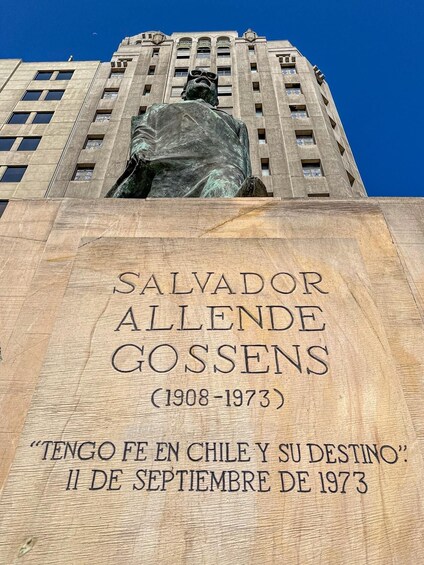 SALVADOR
ALLENDE
GOSSENS
(1908-1973)
"TENGO FE EN CHILE Y SU DESTINO".
11 DE SEPTIEMBRE DE 1973